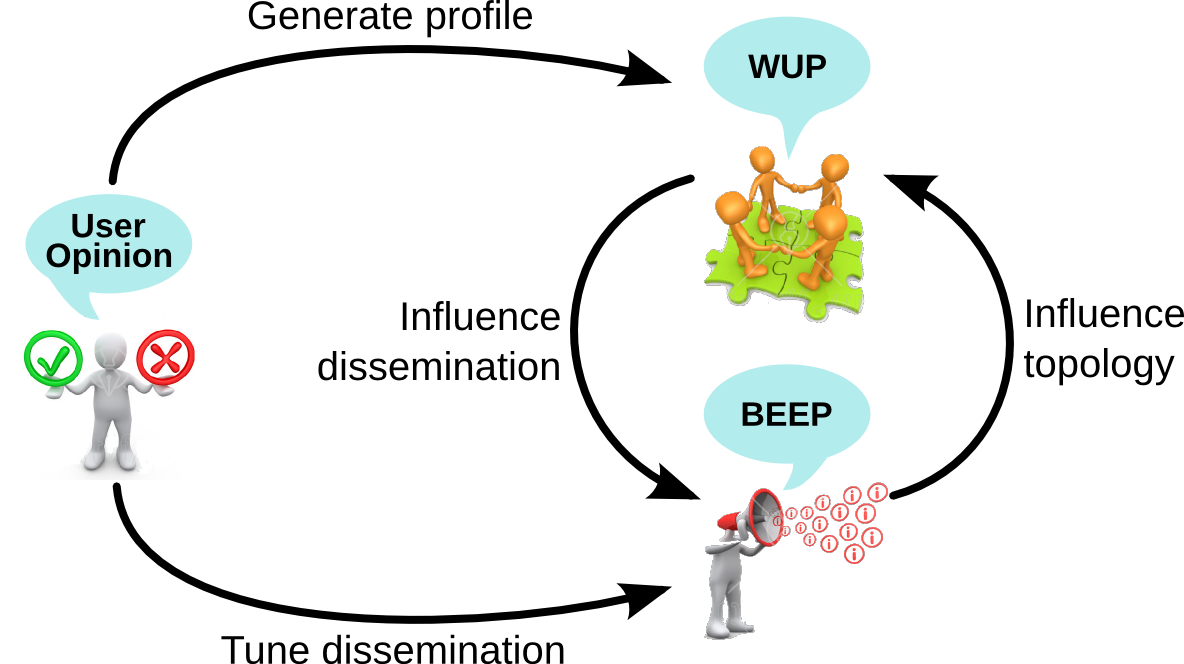 Generate profile
WUP
User
Opinion
Influence
dissemination
Influence
topology
BEEP
Tune dissemination